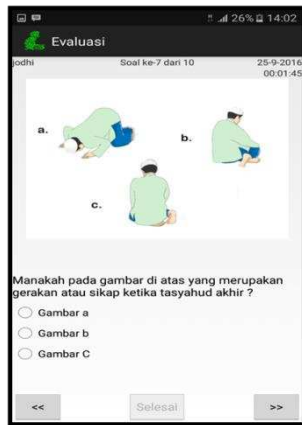 26% 14:02
Evaluasi
jodhi Soal ke-7 dari 10 25-9-2016
00:01:45
a.
b.
c.
Manakah pada gambar di atas yang merupakan
gerakan atau sikap ketika tasyahud akhir ?
Gambar a
Gambar b
Gambar C
<< Selesai >>